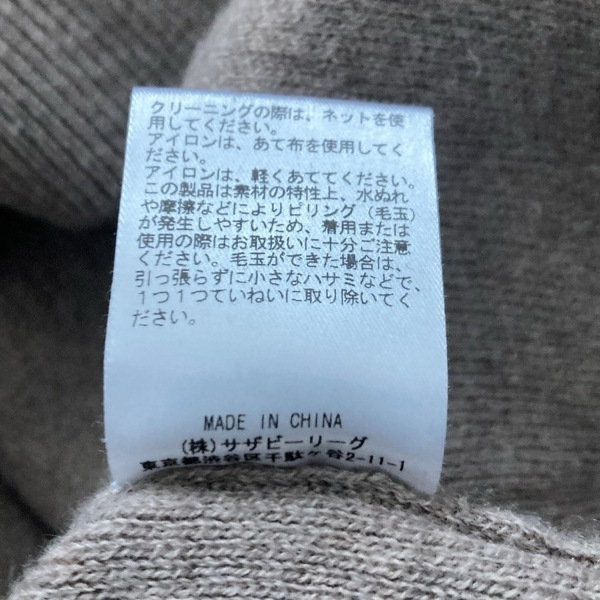 クリーニングの際は、ネットを使
用してください。
アイロンは、あて布を使用してく
ださい。
アイロンは、軽くあててください。
この製品は素材の特性上、水ぬれ
や摩擦などによりピリング（毛玉）
が発生しやすいため、着用または
使用の際はお取扱いに十分ご注意
ください。毛玉ができた場合は、
引っ張らずに小さなハサミなどで、
１つ１つていねいに取り除いてく
ださい。
MADE IN CHINA
(株)サザビーリーグ
東京都渋谷区千駄ヶ谷2-11-1